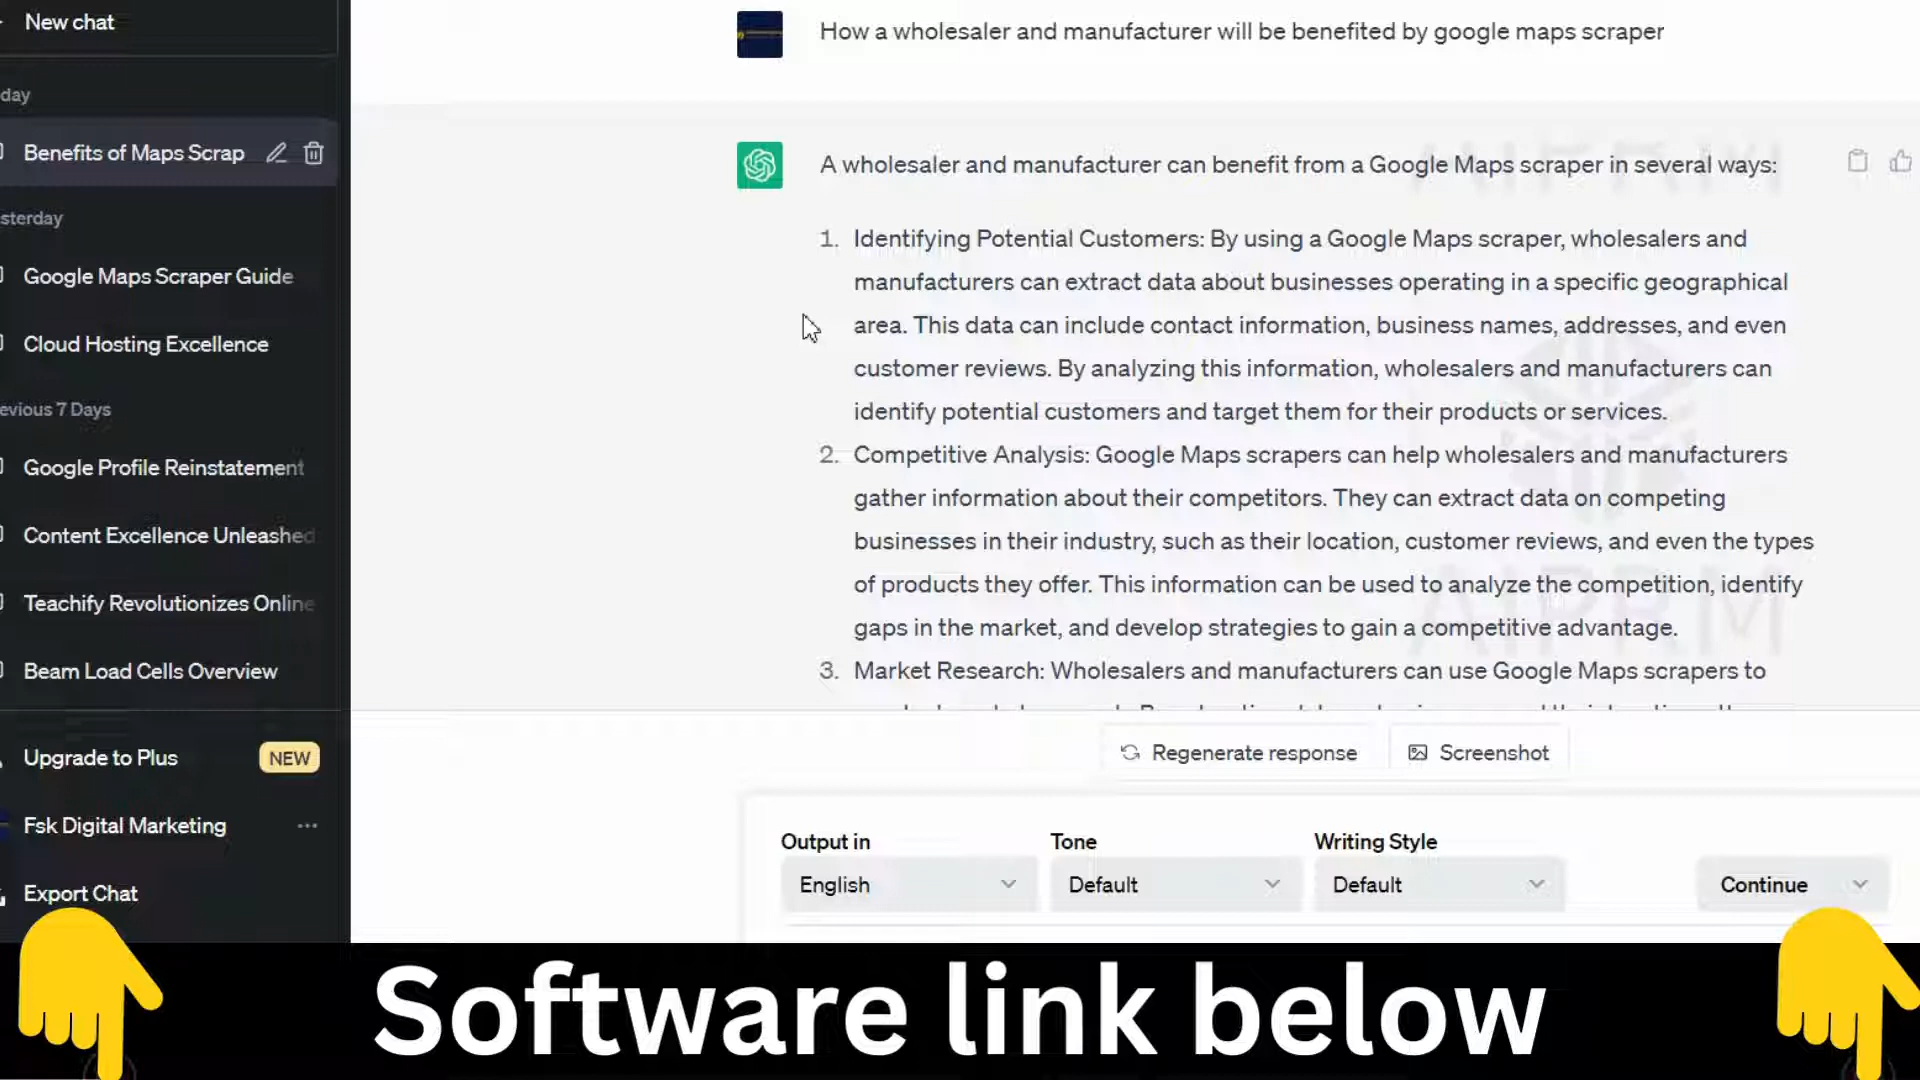 New chat
day
Benefits of Maps Scrap
sterday
Google Maps Scraper Guide
Cloud Hosting Excellence
evious 7 Days
Google Profile Reinstatement
Content Excellence Unleashed
Teachify Revolutionizes Online
Beam Load Cells Overview
Upgrade to Plus NEW
Fsk Digital Marketing
Export Chat
How a wholesaler and manufacturer will be benefited by google maps scraper
A wholesaler and manufacturer can benefit from a Google Maps scraper in several ways:
1. Identifying Potential Customers: By using a Google Maps scraper, wholesalers and
manufacturers can extract data about businesses operating in a specific geographical
area. This data can include contact information, business names, addresses, and even
customer reviews. By analyzing this information, wholesalers and manufacturers can
identify potential customers and target them for their products or services.
2. Competitive Analysis: Google Maps scrapers can help wholesalers and manufacturers
gather information about their competitors. They can extract data on competing
businesses in their industry, such as their location, customer reviews, and even the types
of products they offer. This information can be used to analyze the competition, identify
gaps in the market, and develop strategies to gain a competitive advantage.
3. Market Research: Wholesalers and manufacturers can use Google Maps scrapers to
AIPRM
AIPRM
Regenerate response
Screenshot
Output in
Tone
Writing Style
English
Default
Default
Continue
Software link below